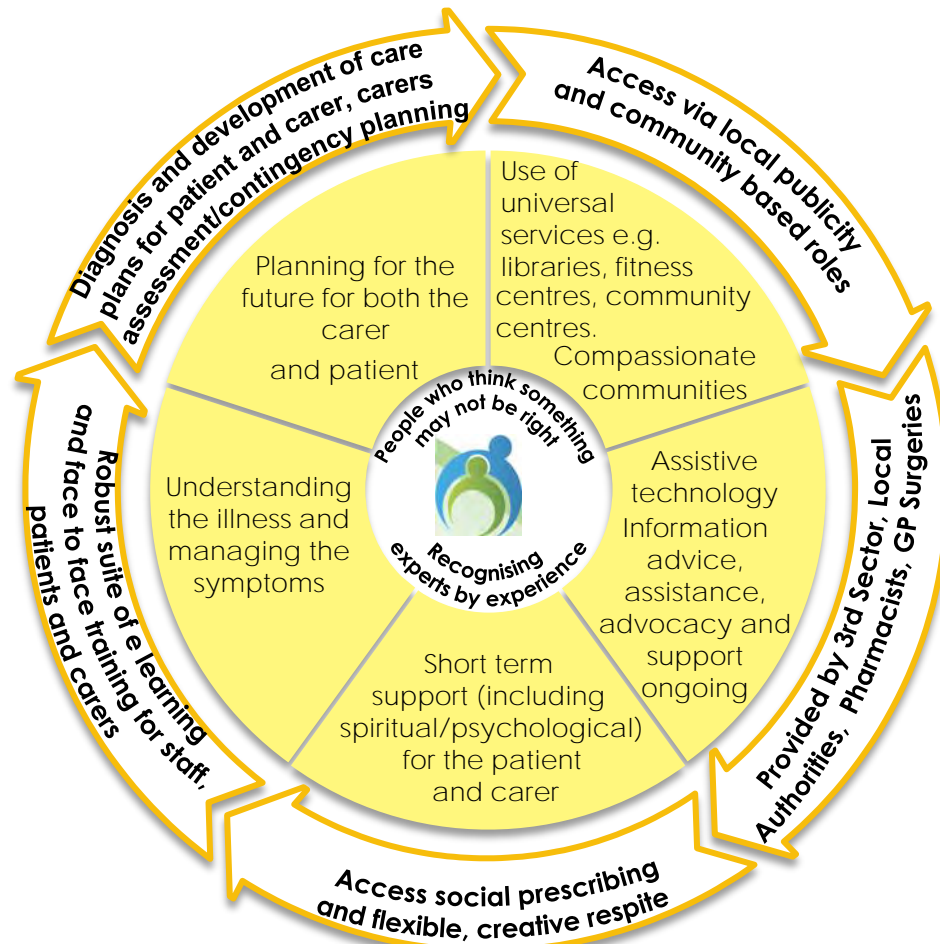 Diagnosis and development of care
plans for patient and carer, carers
assessment/contingency planning
Access via local publicity
and community based roles
Provided by 3rd Sector, Local
Authorities, Pharmacists, GP Surgeries
Access social prescribing
and flexible, creative respite
Robust suite of e learning
and face to face training for staff,
patients and carers
Use of
universal
services e.g.
libraries, fitness
centres, community
centres.
Compassionate
communities
Assistive
technology
Information
advice,
assistance,
advocacy and
support
ongoing
Short term
support (including
spiritual/psychological)
for the patient
and carer
Understanding
the illness and
managing the
symptoms
Planning for the
future for both the
carer
and patient
People who think something
may not be right
Recognising
experts by experience